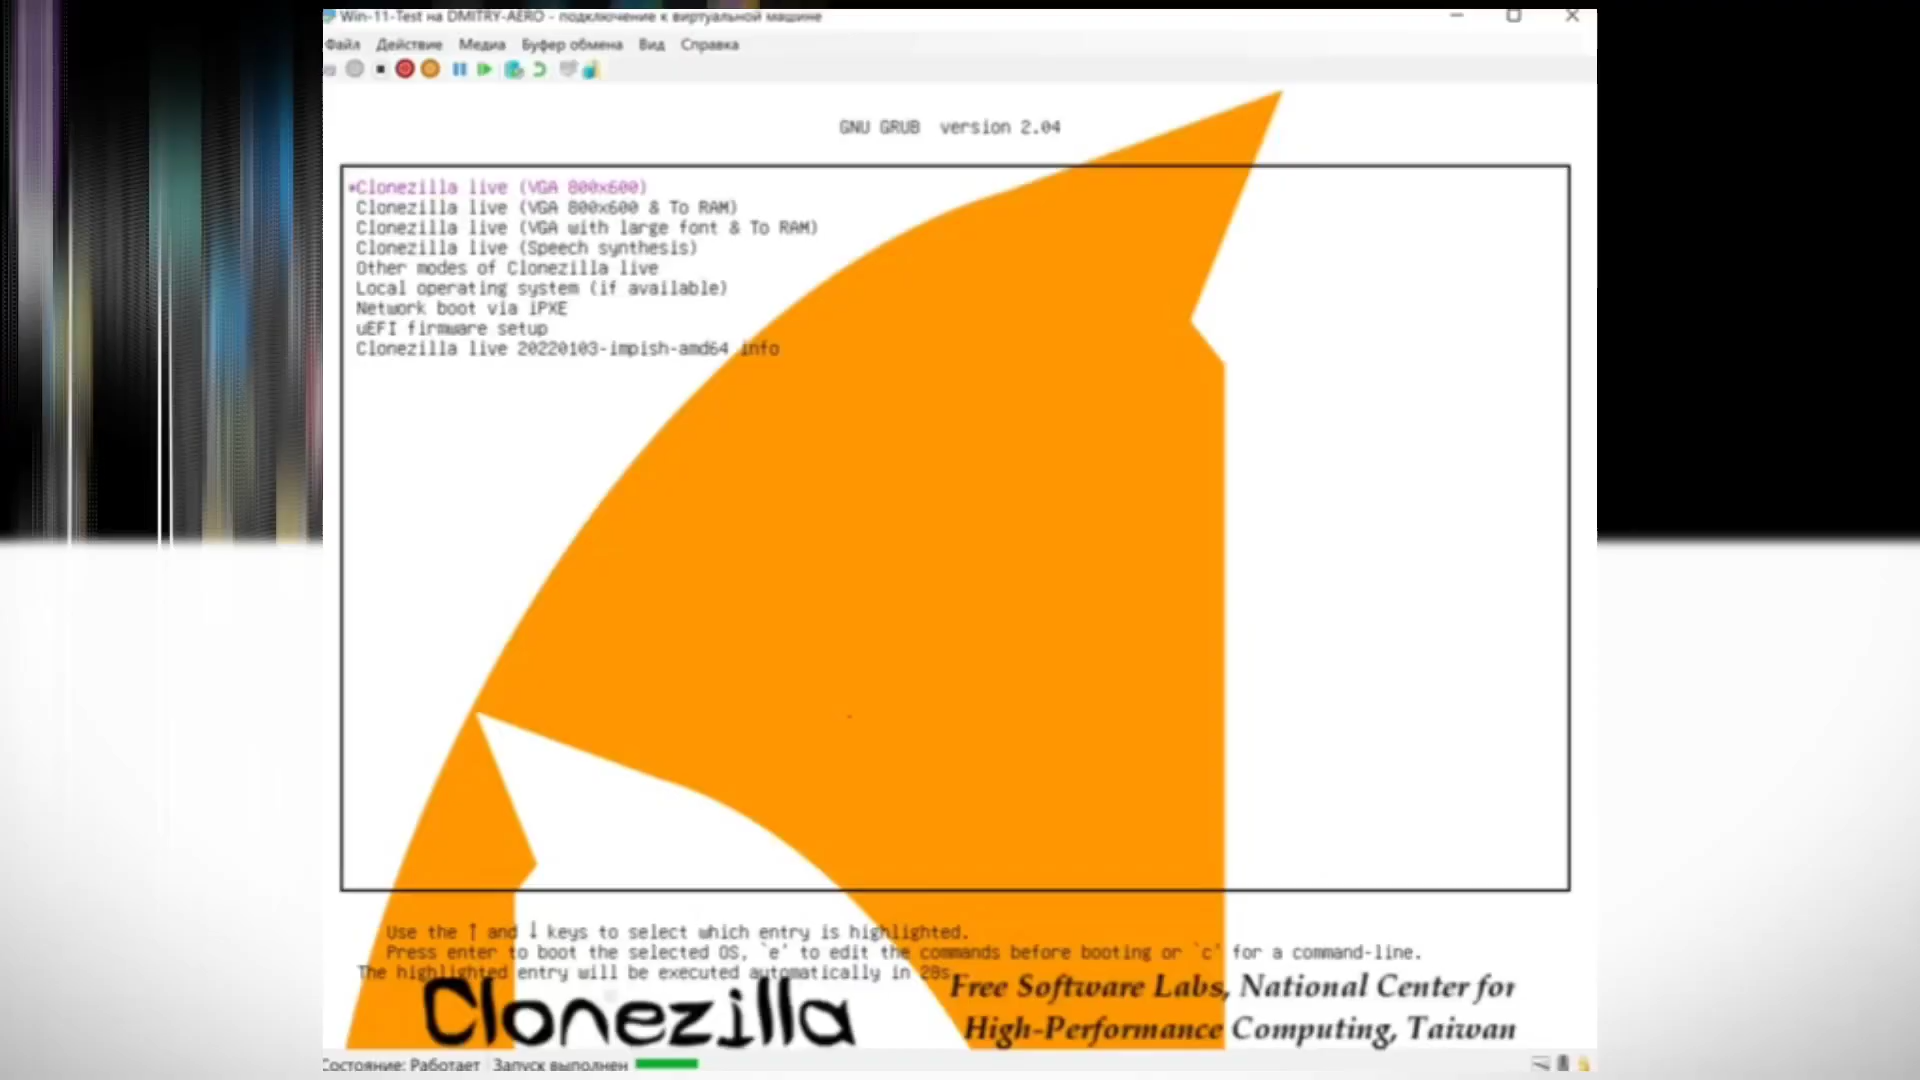 Win-11-Test на DMITRY-AERO - подключение к виртуальной машине
Файл Действие Медиа Буфер обмена Вид Справка
GNU GRUB version 2.04
*Clonezilla live (VGA 800x600)
Clonezilla live (VGA 800x600 & To RAM)
Clonezilla live (VGA with large font & To RAM)
Clonezilla live (Speech synthesis)
Other modes of Clonezilla live
Local operating system (if available)
Network boot via iPXE
uEFI firmware setup
Clonezilla live 20220103-impish-amd64 info
Use the ↑ and ↓ keys to select which entry is highlighted.
Press enter to boot the selected OS, `e' to edit the commands before booting or `c' for a command-line.
The highlighted entry will be executed automatically in 28s.
Clonezilla
Free Software Labs, National Center for
High-Performance Computing, Taiwan
Состояние: Работает Запуск выполнен